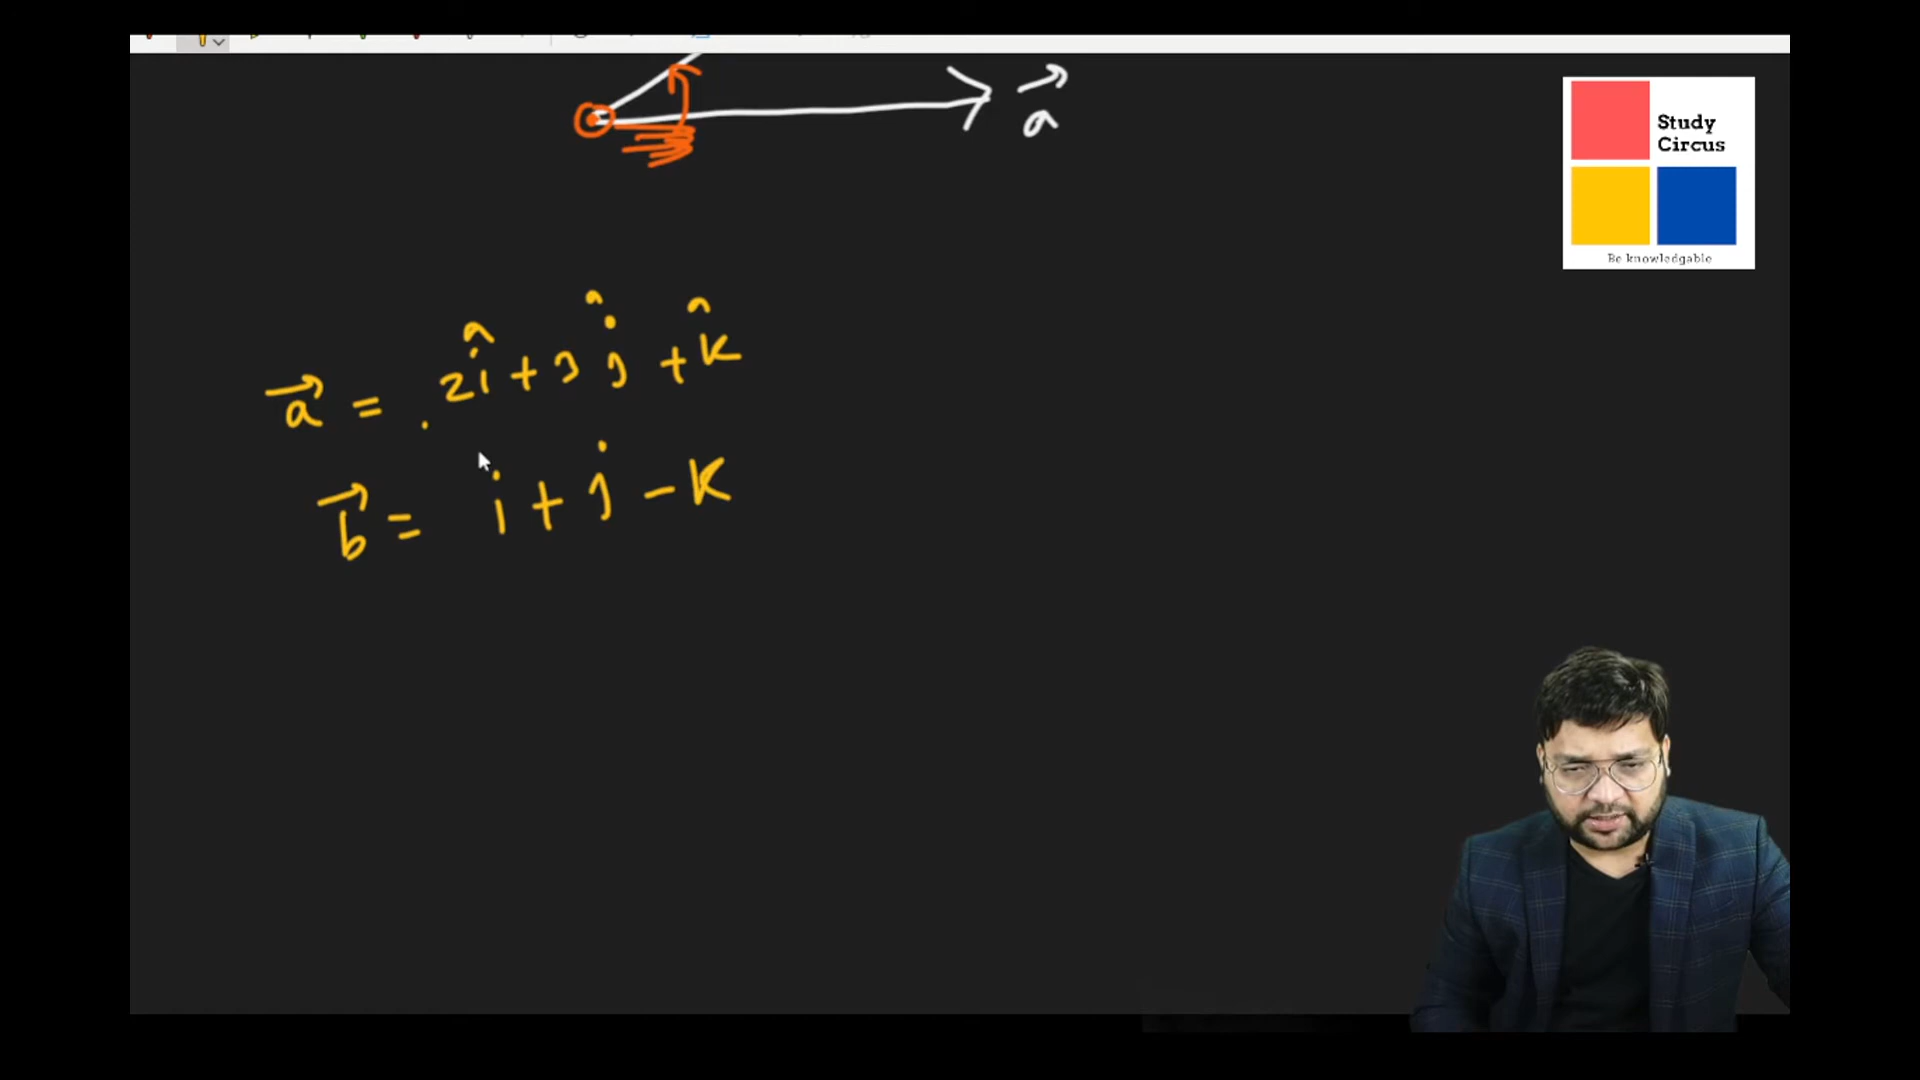 a⃗
Study
Circus
Be knowledgable
a⃗ = 2î + 3ĵ + k̂
b⃗ = i + j - k